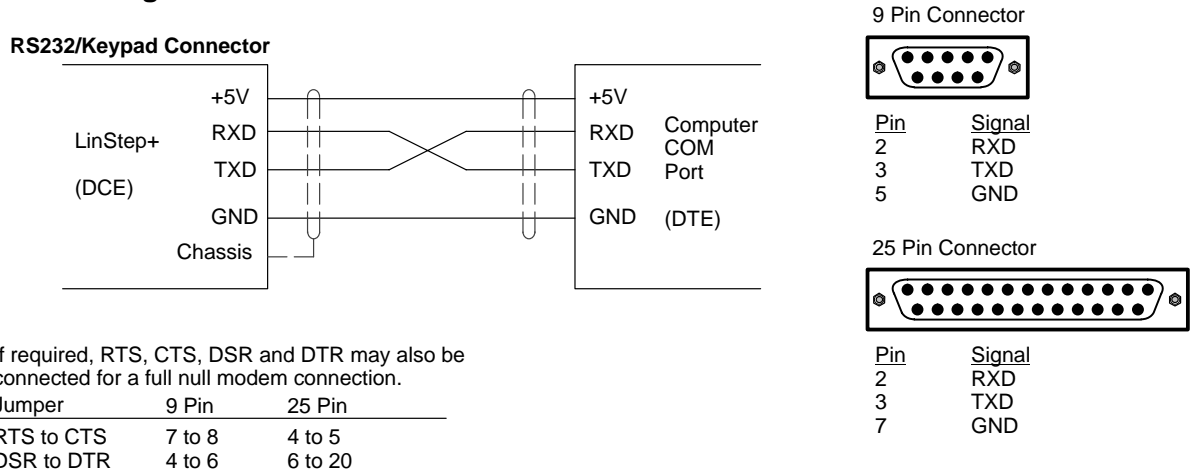 RS232/Keypad Connector
+5V
RXD
TXD
GND
Chassis
LinStep+
(DCE)
+5V
RXD
TXD
GND
Computer
COM
Port
(DTE)
9 Pin Connector
Pin Signal
2 RXD
3 TXD
5 GND
25 Pin Connector
Pin Signal
2 RXD
3 TXD
7 GND
If required, RTS, CTS, DSR and DTR may also be
connected for a full null modem connection.
Jumper 9 Pin 25 Pin
RTS to CTS 7 to 8 4 to 5
DSR to DTR 4 to 6 6 to 20